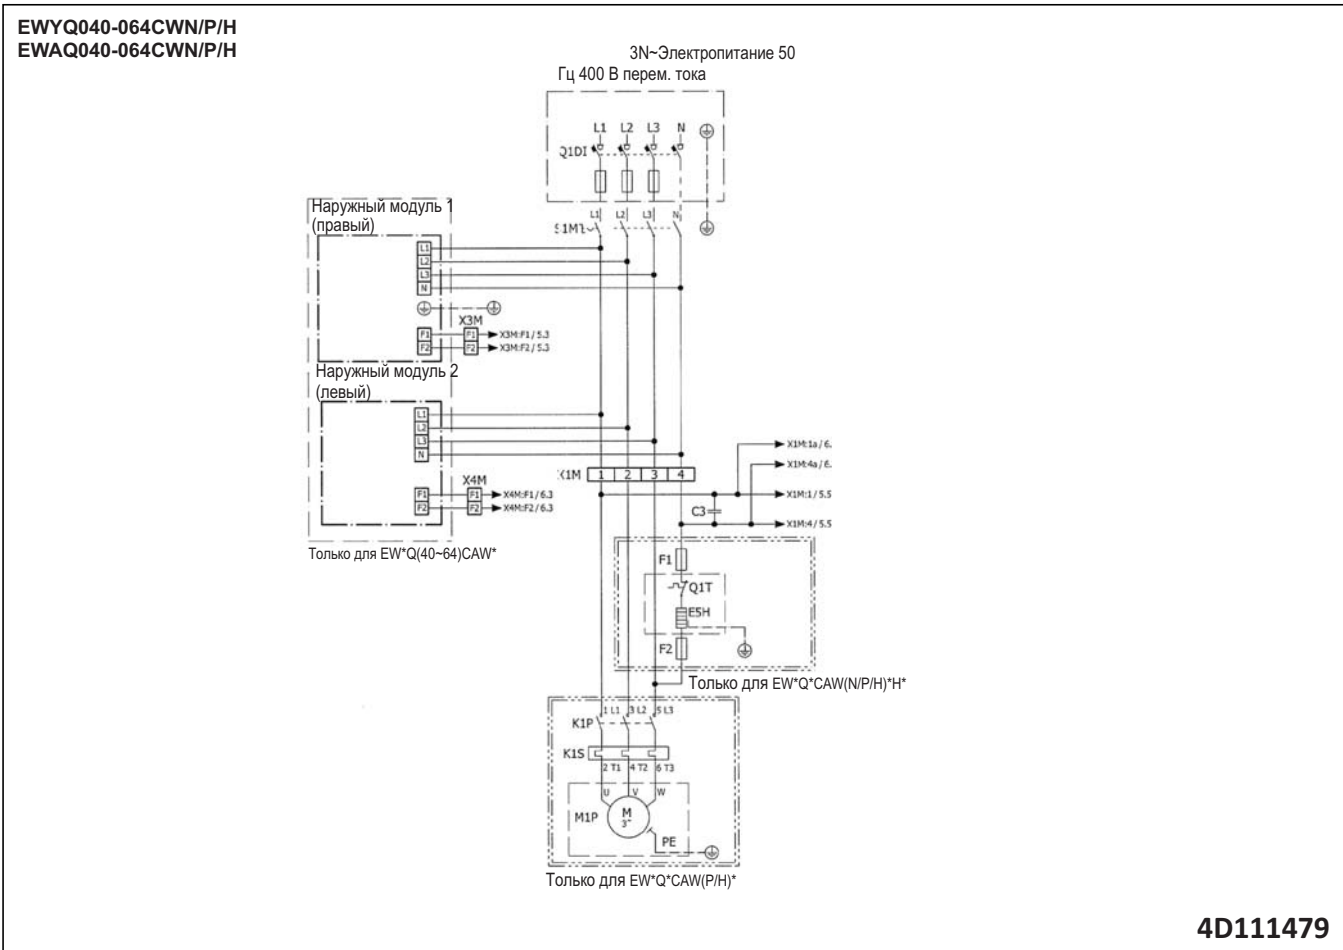 EWYQ040-064CWN/P/H
EWAQ040-064CWN/P/H
3N~Электропитание 50
Гц 400 В перем. тока
L1 L2 L3 N
Q1DI
L1 L2 L3 N
Наружный модуль 1
(правый)
L1
L2
L3
N
X3M
F1 F1 X3M:F1/5.3
F2 F2 X3M:F2/5.3
Наружный модуль 2
(левый)
L1
L2
L3
N
X4M
F1 F1 X4M:F1/6.3
F2 F2 X4M:F2/6.3
Только для EW*Q(40~64)CAW*
1 2 3 4
X1M:1a/6.
X1M:4a/6.
X1M:1/5.5
C3
X1M:4/5.5
F1
Q1T
E5H
F2
Только для EW*Q*CAW(N/P/H)*H*
1 L1 3 L2 5 L3
K1P
K1S
2 T1 4 T2 6 T3
U V W
M1P
M
3~
PE
Только для EW*Q*CAW(P/H)*
4D111479